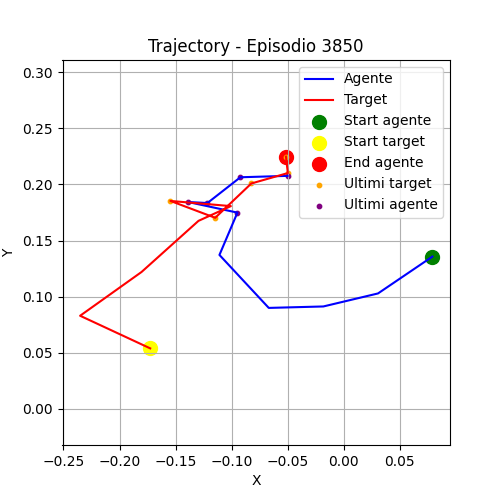 Trajectory - Episodio 3850
Y
0.30
0.25
0.20
0.15
0.10
0.05
0.00
Agente
Target
Start agente
Start target
End agente
Ultimi target
Ultimi agente
−0.25 −0.20 −0.15 −0.10 −0.05 0.00 0.05
X